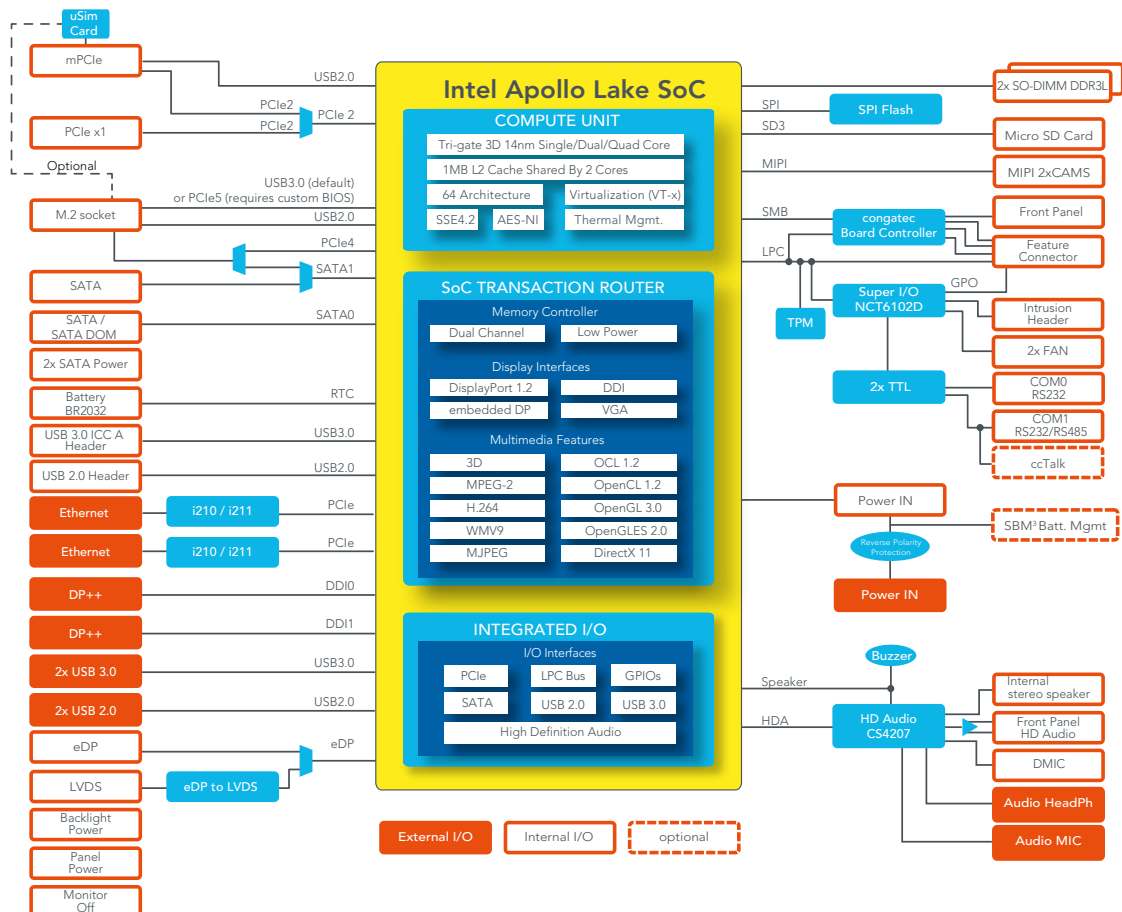 uSim
Card
mPCIe
USB2.0
PCIe2
PCIe 2
PCIe2
PCIe x1
Optional
USB3.0 (default)
or PCIe5 (requires custom BIOS)
M.2 socket
USB2.0
PCIe4
SATA1
SATA
SATA0
SATA /
SATA DOM
2x SATA Power
Battery
BR2032
RTC
USB 3.0 ICC A
Header
USB3.0
USB 2.0 Header
USB2.0
Ethernet
i210 / i211
PCIe
Ethernet
i210 / i211
PCIe
DP++
DDI0
DP++
DDI1
2x USB 3.0
USB3.0
2x USB 2.0
USB2.0
eDP
eDP
LVDS
eDP to LVDS
Backlight
Power
Panel
Power
Monitor
Off
Intel Apollo Lake SoC
COMPUTE UNIT
Tri-gate 3D 14nm Single/Dual/Quad Core
1MB L2 Cache Shared By 2 Cores
64 Architecture
Virtualization (VT-x)
SSE4.2
AES-NI
Thermal Mgmt.
SoC TRANSACTION ROUTER
Memory Controller
Dual Channel
Low Power
Display Interfaces
DisplayPort 1.2
DDI
embedded DP
VGA
Multimedia Features
3D
OCL 1.2
MPEG-2
OpenCL 1.2
H.264
OpenGL 3.0
WMV9
OpenGLES 2.0
MJPEG
DirectX 11
INTEGRATED I/O
I/O Interfaces
PCIe
LPC Bus
GPIOs
SATA
USB 2.0
USB 3.0
High Definition Audio
External I/O
Internal I/O
optional
2x SO-DIMM DDR3L
SPI
SPI Flash
SD3
Micro SD Card
MIPI
MIPI 2xCAMS
SMB
congatec
Board Controller
Front Panel
LPC
Feature
Connector
GPO
Super I/O
NCT6102D
TPM
Intrusion
Header
2x FAN
2x TTL
COM0
RS232
COM1
RS232/RS485
ccTalk
Power IN
SBM³ Batt. Mgmt
Reverse Polarity
Protection
Power IN
Buzzer
Speaker
Internal
stereo speaker
HDA
HD Audio
CS4207
Front Panel
HD Audio
DMIC
Audio HeadPh
Audio MIC